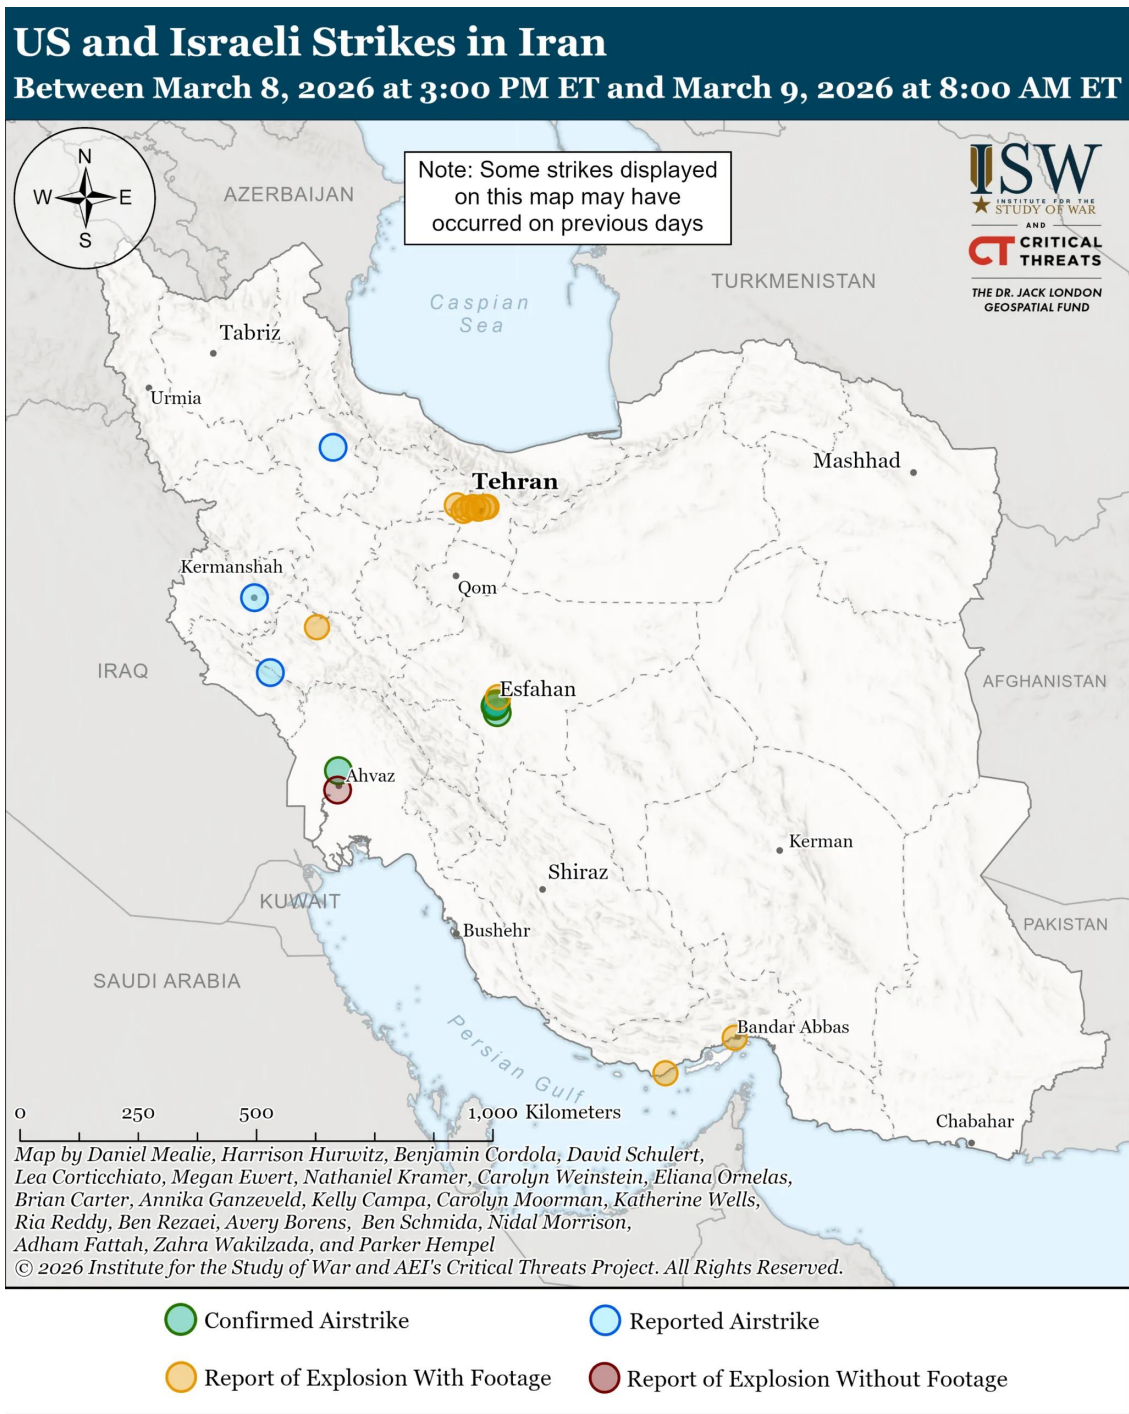 US and Israeli Strikes in Iran
Between March 8, 2026 at 3:00 PM ET and March 9, 2026 at 8:00 AM ET
N
W E
S
Note: Some strikes displayed
on this map may have
occurred on previous days
ISW
INSTITUTE FOR THE
STUDY OF WAR
AND
CT CRITICAL
THREATS
THE DR. JACK LONDON
GEOSPATIAL FUND
AZERBAIJAN
TURKMENISTAN
Caspian
Sea
Tabriz
Urmia
Mashhad
Tehran
Kermanshah
Qom
IRAQ
Esfahan
AFGHANISTAN
Ahvaz
Kerman
Shiraz
KUWAIT
Bushehr
PAKISTAN
SAUDI ARABIA
Bandar Abbas
Persian Gulf
Chabahar
0 250 500 1,000 Kilometers
Map by Daniel Mealie, Harrison Hurwitz, Benjamin Cordola, David Schulert,
Lea Corticchiato, Megan Ewert, Nathaniel Kramer, Carolyn Weinstein, Eliana Ornelas,
Brian Carter, Annika Ganzeveld, Kelly Campa, Carolyn Moorman, Katherine Wells,
Ria Reddy, Ben Rezaei, Avery Borens, Ben Schmida, Nidal Morrison,
Adham Fattah, Zahra Wakilzada, and Parker Hempel
© 2026 Institute for the Study of War and AEI's Critical Threats Project. All Rights Reserved.
Confirmed Airstrike
Reported Airstrike
Report of Explosion With Footage
Report of Explosion Without Footage